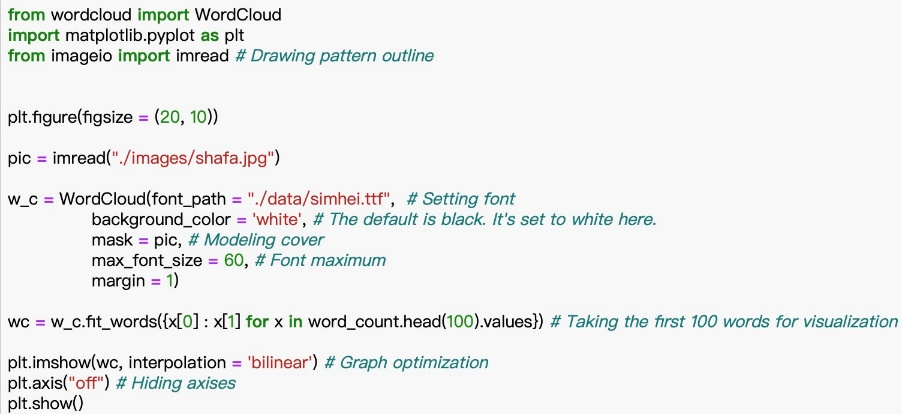 from wordcloud import WordCloud
import matplotlib.pyplot as plt
from imageio import imread # Drawing pattern outline
plt.figure(figsize = (20, 10))
pic = imread("./images/shafa.jpg")
w_c = WordCloud(font_path = "./data/simhei.ttf",  # Setting font
background_color = 'white', # The default is black. It's set to white here.
mask = pic, # Modeling cover
max_font_size = 60, # Font maximum
margin = 1)
wc = w_c.fit_words({x[0] : x[1] for x in word_count.head(100).values}) # Taking the first 100 words for visualization
plt.imshow(wc, interpolation = 'bilinear') # Graph optimization
plt.axis("off") # Hiding axises
plt.show()